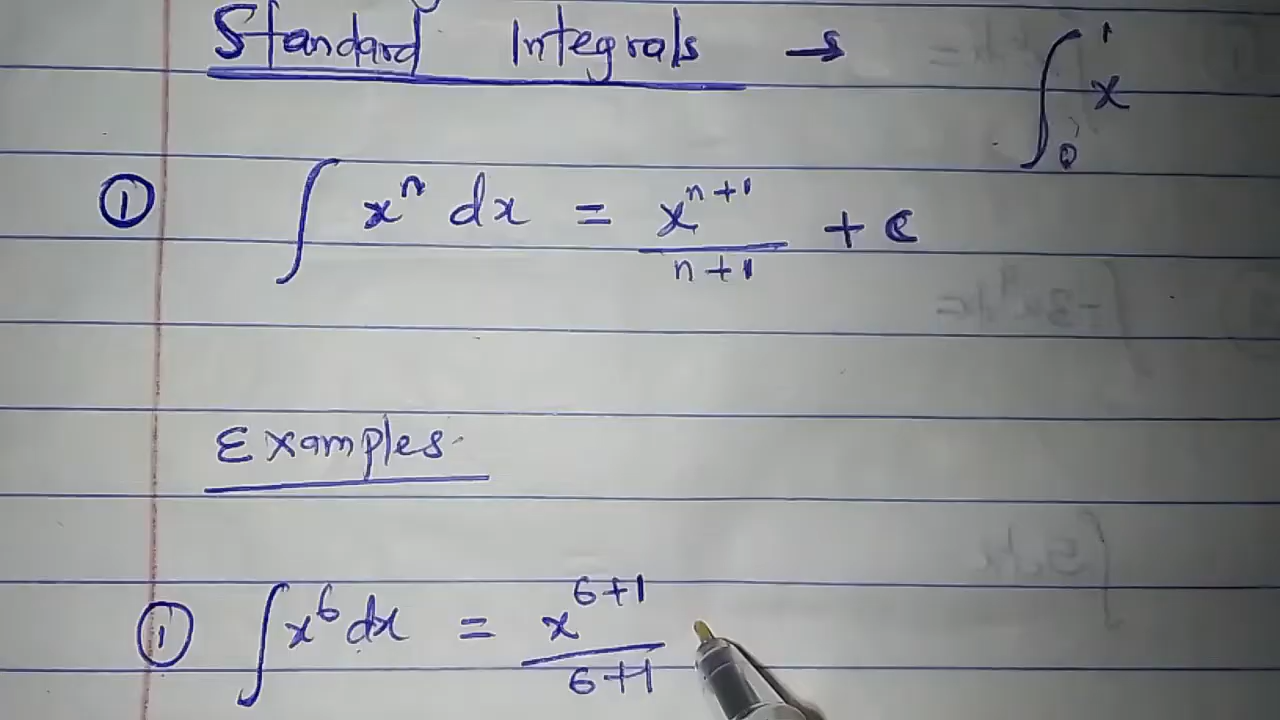 Standard Integrals → ∫₀¹ x
① ∫ xⁿ dx = xⁿ⁺¹/n+1 + c
Examples
① ∫ x⁶ dx = x⁶⁺¹/6+1